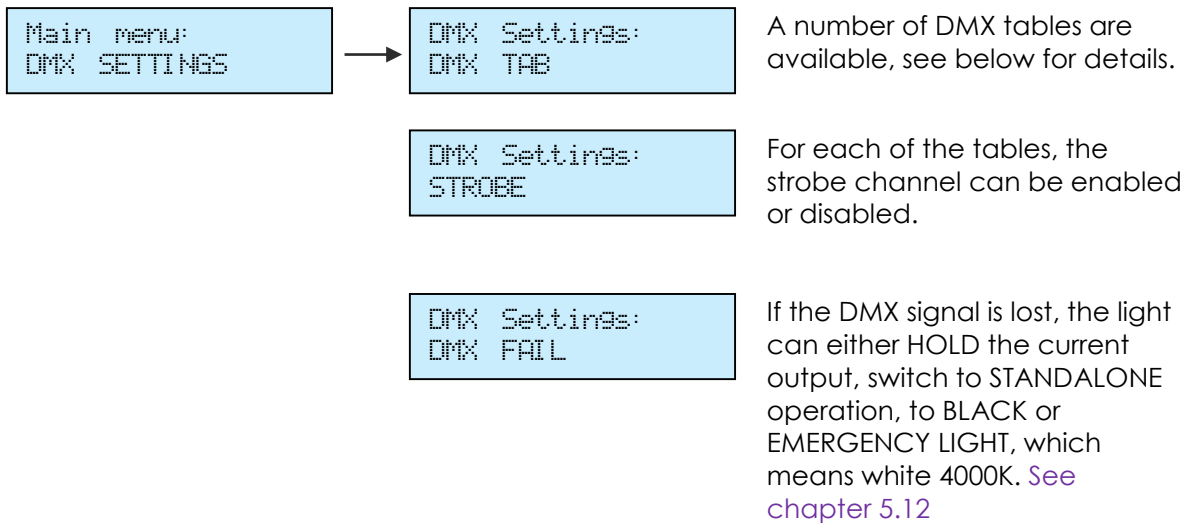 Main menu:
DMX SETTINGS
DMX Settings:
DMX TAB
A number of DMX tables are
available, see below for details.
DMX Settings:
STROBE
For each of the tables, the
strobe channel can be enabled
or disabled.
DMX Settings:
DMX FAIL
If the DMX signal is lost, the light
can either HOLD the current
output, switch to STANDALONE
operation, to BLACK or
EMERGENCY LIGHT, which
means white 4000K. See
chapter 5.12